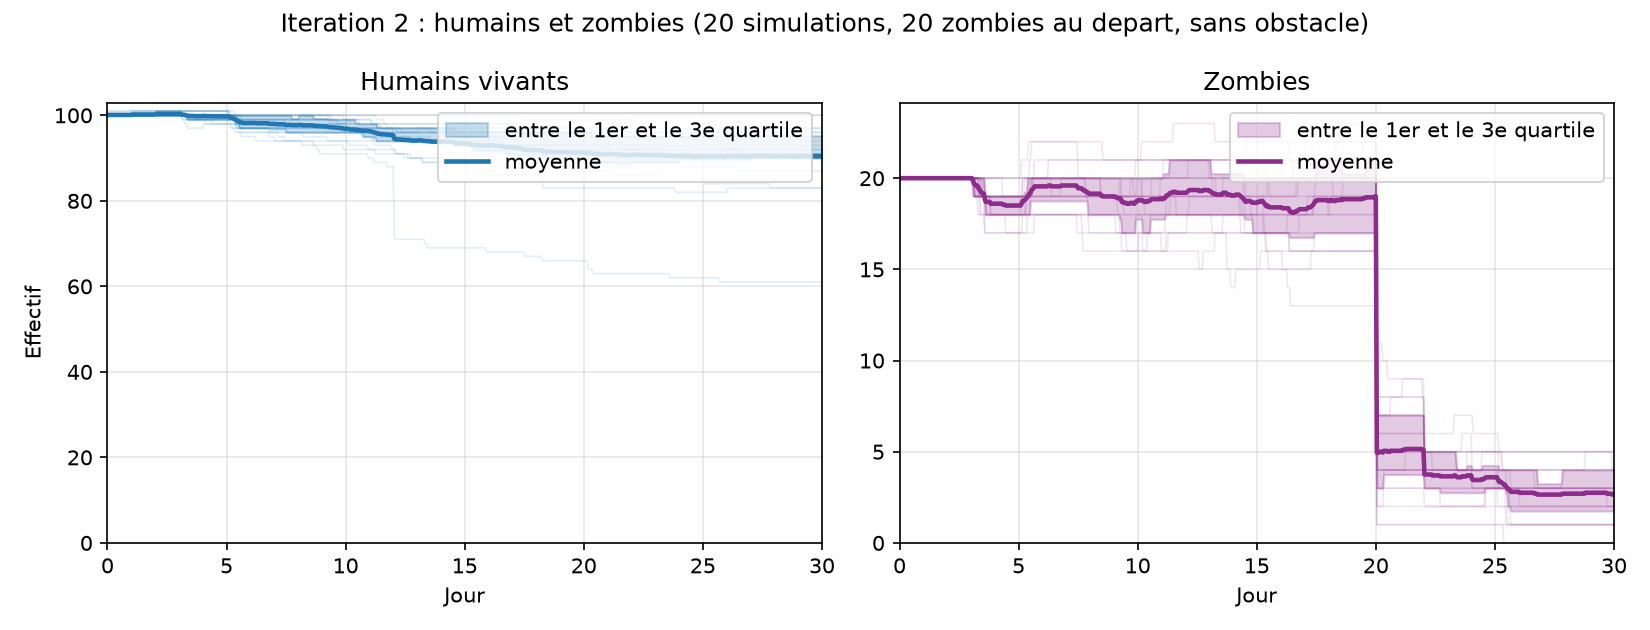 Iteration 2 : humains et zombies (20 simulations, 20 zombies au depart, sans obstacle)
Humains vivants
Effectif
100
80
60
40
20
0
entre le 1er et le 3e quartile
moyenne
0 5 10 15 20 25 30
Jour
Zombies
20
15
10
5
0
entre le 1er et le 3e quartile
moyenne
0 5 10 15 20 25 30
Jour